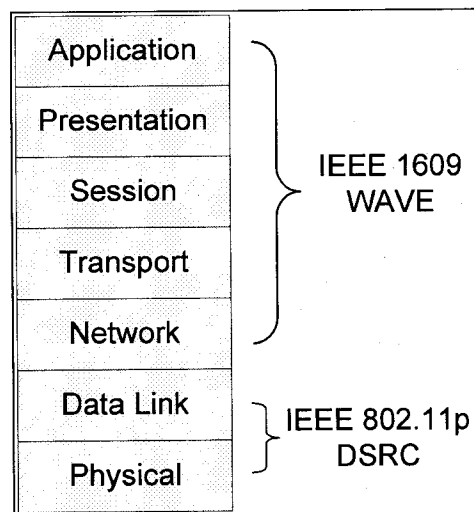 Application
Presentation
Session
Transport
Network
Data Link
Physical
IEEE 1609
WAVE
IEEE 802.11p
DSRC